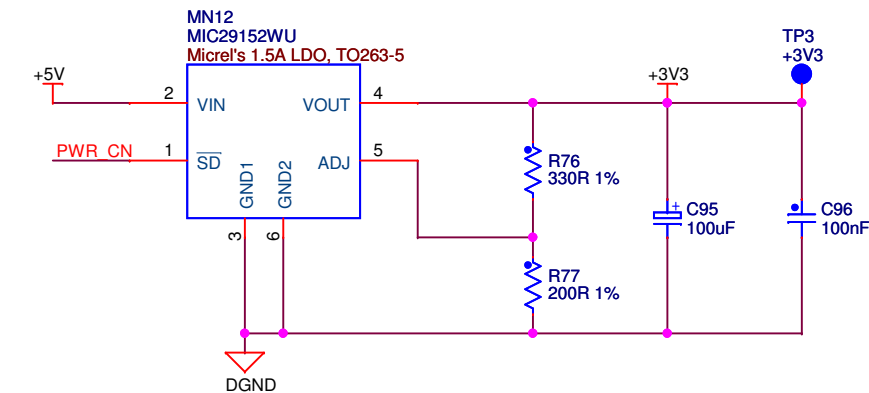 MN12
MIC29152WU
Micrel's 1.5A LDO, TO263-5
TP3
+3V3
+5V
+3V3
2
VIN
VOUT
4
PWR_CN
1
SD
ADJ
5
GND1
GND2
3
6
R76
330R 1%
R77
200R 1%
+
C95
100uF
C96
100nF
DGND